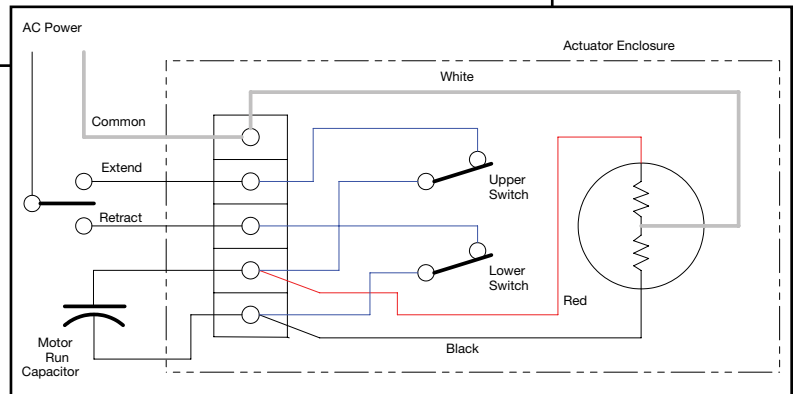 AC Power
Actuator Enclosure
White
Common
Extend
Upper
Switch
Retract
Lower
Switch
Red
Motor
Run
Capacitor
Black